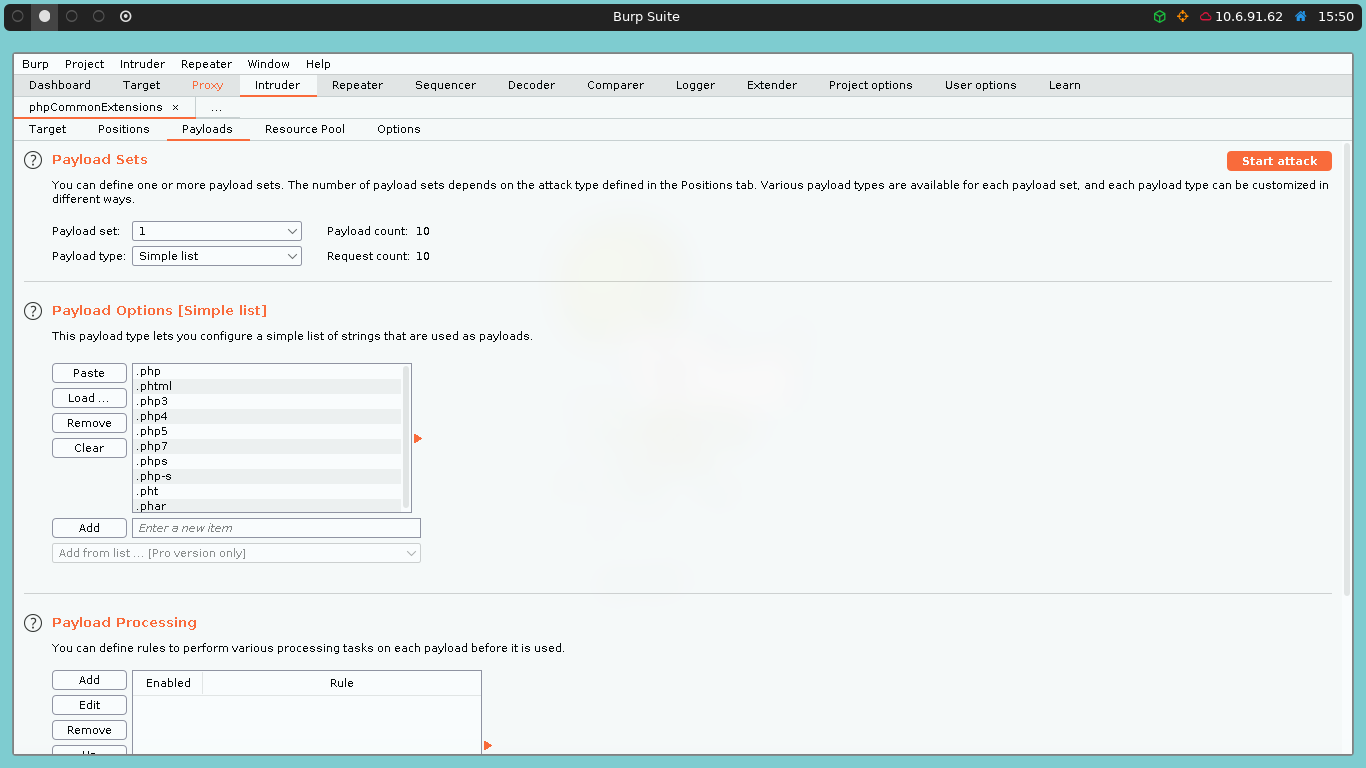 Burp Suite
10.6.91.62
15:50
Burp Project Intruder Repeater Window Help
Dashboard Target Proxy Intruder Repeater Sequencer Decoder Comparer Logger Extender Project options User options Learn
phpCommonExtensions × ...
Target Positions Payloads Resource Pool Options
? Payload Sets
Start attack
You can define one or more payload sets. The number of payload sets depends on the attack type defined in the Positions tab. Various payload types are available for each payload set, and each payload type can be customized in
different ways.
Payload set: 1 Payload count: 10
Payload type: Simple list Request count: 10
? Payload Options [Simple list]
This payload type lets you configure a simple list of strings that are used as payloads.
Paste
Load ...
Remove
Clear
.php
.phtml
.php3
.php4
.php5
.php7
.phps
.php-s
.pht
.phar
Add Enter a new item
Add from list ... [Pro version only]
? Payload Processing
You can define rules to perform various processing tasks on each payload before it is used.
Add
Edit
Remove
Up
Enabled Rule